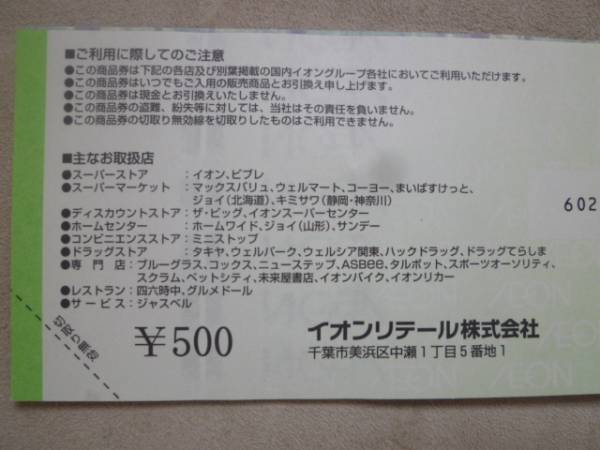 ■ご利用に際してのご注意
●この商品券は下記の各店及び別葉掲載の国内イオングループ各社においてご利用いただけます。
●この商品券はいつでもご入用の販売商品とお引換え申し上げます。
●この商品券は現金とお引換えいたしません。
●この商品券の盗難、紛失等に対しては、当社はその責任を負いません。
●この商品券の切取り無効線を切取りしたものはご利用できません。
■主なお取扱店
●スーパーストア　：イオン、ビブレ
●スーパーマーケット　：マックスバリュ、ウェルマート、コーヨー、まいばすけっと、
ジョイ(北海道)、キミサワ(静岡・神奈川)
●ディスカウントストア：ザ・ビッグ、イオンスーパーセンター
●ホームセンター　：ホームワイド、ジョイ(山形)、サンデー
●コンビニエンスストア：ミニストップ
●ドラッグストア　：タキヤ、ウェルパーク、ウェルシア関東、ハックドラッグ、ドラッグてらしま
●専門店：ブルーグラス、コックス、ニューステップ、ASBee、タルボット、スポーツオーソリティ、
スクラム、ペットシティ、未来屋書店、イオンバイク、イオンリカー
●レストラン：四六時中、グルメドール
●サービス：ジャスベル
602
切取り無効
¥500
イオンリテール株式会社
千葉市美浜区中瀬1丁目5番地1
AEON